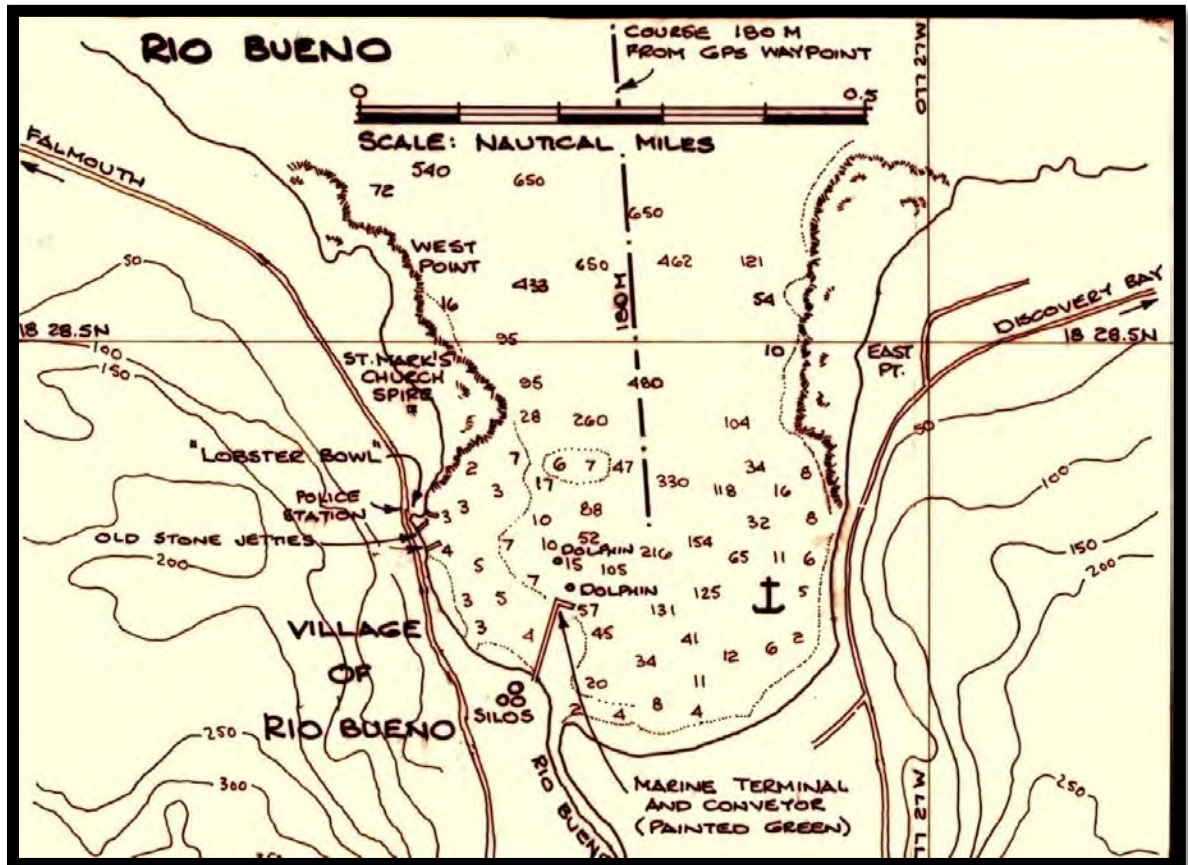 RIO BUENO
COURSE 180 M
FROM GPS WAYPOINT
0
0.5
SCALE: NAUTICAL MILES
77 27W
FALMOUTH
72
540
650
650
WEST
POINT
650
462
121
433
16
54
180M
50
DISCOVERY BAY
18 28.5N
18 28.5N
95
10
EAST
PT.
100
150
ST. MARK'S
CHURCH
SPIRE
95
480
5
28
260
104
50
"LOBSTER BOWL"
2
7
6
7
47
34
8
3
17
330
118
16
100
POLICE
STATION
3
3
10
88
32
8
OLD STONE JETTIES
4
7
10
52
DOLPHIN
216
154
65
11
6
150
200
5
15
105
200
7
DOLPHIN
125
5
3
5
57
131
VILLAGE
OF
RIO BUENO
3
4
45
41
2
34
12
6
20
11
SILOS
2
4
8
4
250
300
350
RIO BUENO
MARINE TERMINAL
AND CONVEYOR
(PAINTED GREEN)
77 27 W
250